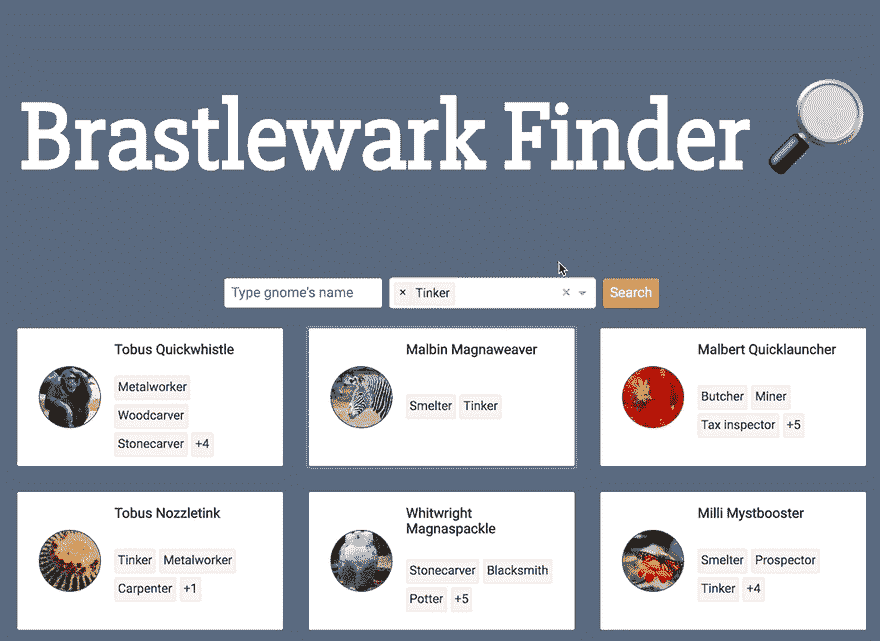 Brastlewark Finder
Type gnome's name × Tinker × Search
Tobus Quickwhistle
Metalworker
Woodcarver
Stonecarver +4
Malbin Magnaweaver
Smelter Tinker
Malbert Quicklauncher
Butcher Miner
Tax inspector +5
Tobus Nozzletink
Tinker Metalworker
Carpenter +1
Whitwright
Magnaspackle
Stonecarver Blacksmith
Potter +5
Milli Mystbooster
Smelter Prospector
Tinker +4